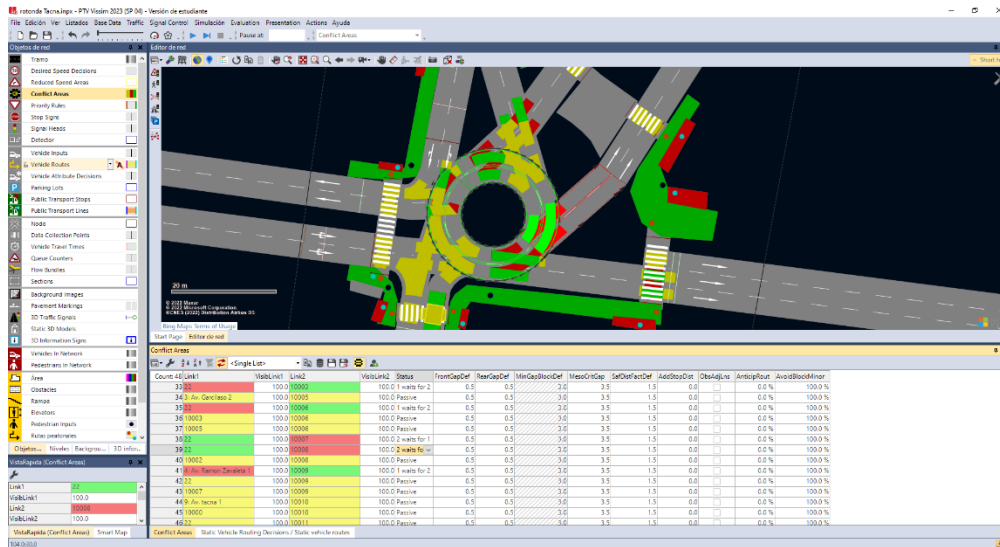 rotonda Tacna.inpx - PTV Vissim 2023 (SP 04) - Versión de estudiante
File Edición Ver Listados Base Data Traffic Signal Control Simulación Evaluation Presentation Actions Ayuda
Pause at: Conflict Areas
Objetos de red
Editor de red
Tramo
Desired Speed Decisions
Reduced Speed Areas
Conflict Areas
Priority Rules
Stop Signs
Signal Heads
Detector
Vehicle Inputs
Vehicle Routes
Vehicle Attribute Decisions
Parking Lots
Public Transport Stops
Public Transport Lines
Node
Data Collection Points
Vehicle Travel Times
Queue Counters
Flow Bundles
Sections
Background Images
Pavement Markings
3D Traffic Signals
Static 3D Models
3D Information Signs
Vehicles In Network
Pedestrians In Network
Area
Obstacles
Ramps
Elevators
Pedestrian Inputs
Rutas peatonales
Objetos... Niveles Backgrou... 3D infor...
20 m
© 2022 Microsoft Corporation
Bing Maps Terms of Usage
Start Page Editor de red
Conflict Areas
<Single List>
Count: 48 Link1 VisibLink1 Link2 VisibLink2 Status FrontGapDef RearGapDef MinGapBlockDef MesoCritGap SafDistFactDef AddStopDist ObsAdjLns AnticipRout AvoidBlockMinor
33 22 100.0 10003 100.0 1 waits for 2 0.5 0.5 3.0 3.5 1.5 0.0 0.0 % 100.0 %
34 3: Av. Garcilaso 2 100.0 10005 100.0 Passive 0.5 0.5 3.0 3.5 1.5 0.0 0.0 % 100.0 %
35 22 100.0 10006 100.0 1 waits for 2 0.5 0.5 3.0 3.5 1.5 0.0 0.0 % 100.0 %
36 10003 100.0 10006 100.0 Passive 0.5 0.5 3.0 3.5 1.5 0.0 0.0 % 100.0 %
37 10005 100.0 10006 100.0 Passive 0.5 0.5 3.0 3.5 1.5 0.0 0.0 % 100.0 %
38 22 100.0 10007 100.0 2 waits for 1 0.5 0.5 3.0 3.5 1.5 0.0 0.0 % 100.0 %
39 22 100.0 10008 100.0 2 waits fo 0.5 0.5 3.0 3.5 1.5 0.0 0.0 % 100.0 %
40 10002 100.0 10008 100.0 Passive 0.5 0.5 3.0 3.5 1.5 0.0 0.0 % 100.0 %
41 4: Av. Ramon Zavaleta 1 100.0 10009 100.0 1 waits for 2 0.5 0.5 3.0 3.5 1.5 0.0 0.0 % 100.0 %
42 22 100.0 10009 100.0 Passive 0.5 0.5 3.0 3.5 1.5 0.0 0.0 % 100.0 %
43 10007 100.0 10009 100.0 Passive 0.5 0.5 3.0 3.5 1.5 0.0 0.0 % 100.0 %
44 9: Av. tacna 1 100.0 10010 100.0 Passive 0.5 0.5 3.0 3.5 1.5 0.0 0.0 % 100.0 %
45 10000 100.0 10010 100.0 Passive 0.5 0.5 3.0 3.5 1.5 0.0 0.0 % 100.0 %
46 22 100.0 10011 100.0 Passive 0.5 0.5 3.0 3.5 1.5 0.0 0.0 % 100.0 %
VistaRapida (Conflict Areas)
Link1 22
VisibLink1 100.0
Link2 10008
VisibLink2 100.0
VistaRapida (Conflict Areas) Smart Map
Conflict Areas Static Vehicle Routing Decisions / Static vehicle routes